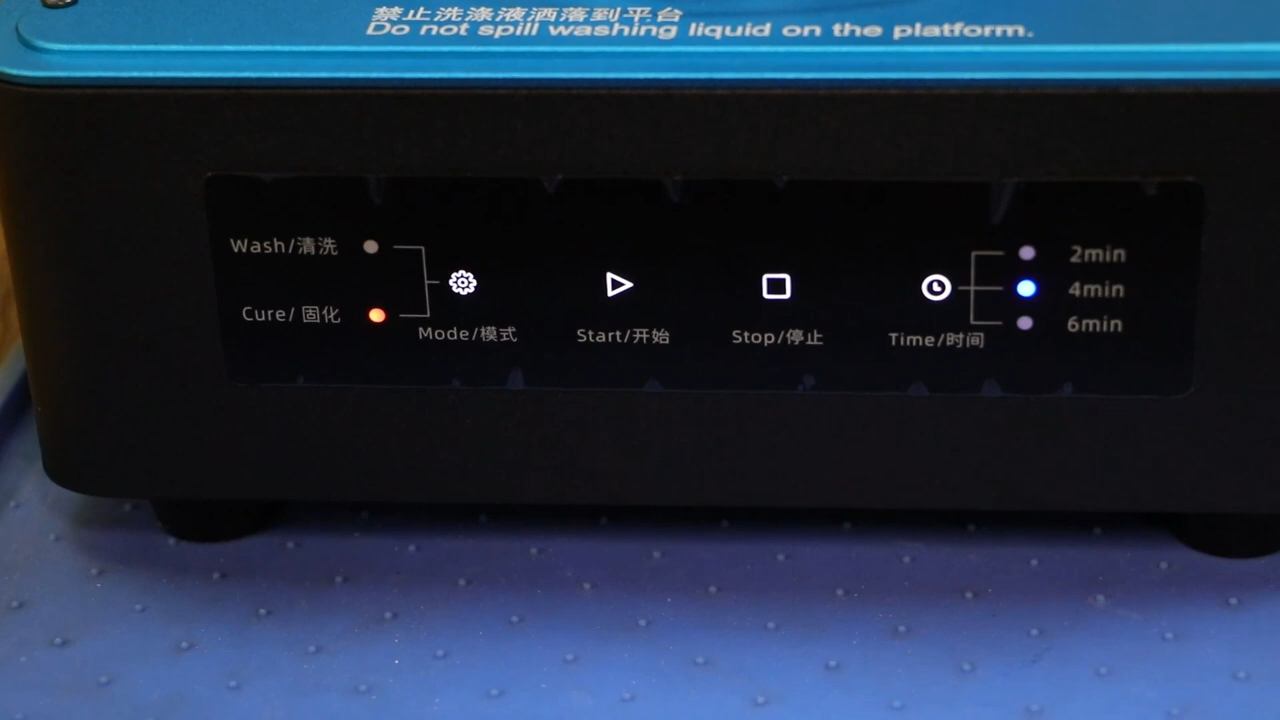 禁止洗涤液洒落到平台
Do not spill washing liquid on the platform.
Wash/清洗
Cure/ 固化
Mode/模式
Start/开始
Stop/停止
Time/时间
2min
4min
6min